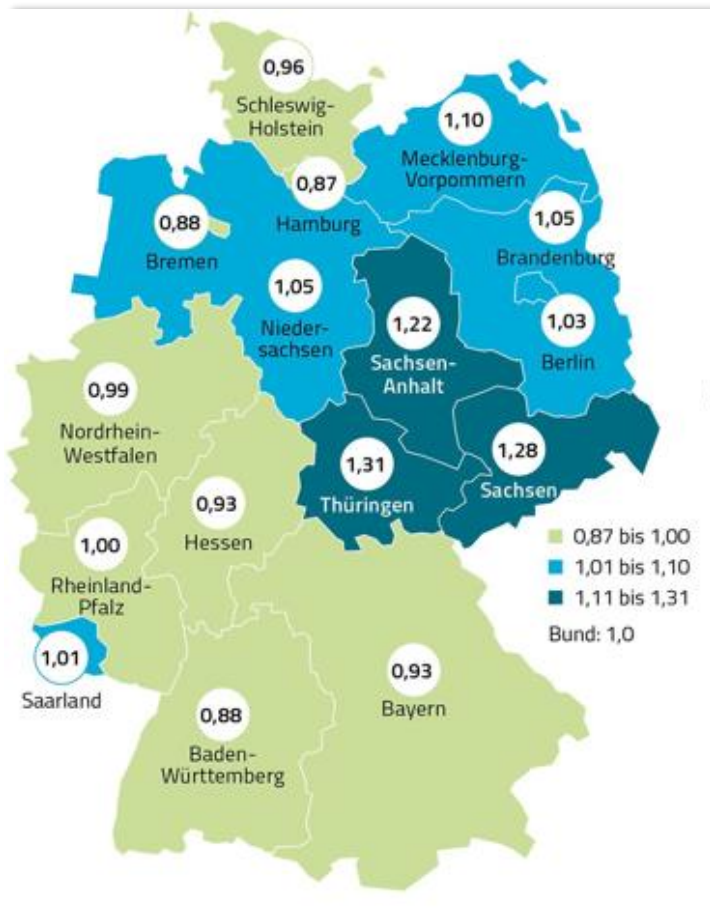 0,96
Schleswig-
Holstein
1,10
Mecklenburg-
Vorpommern
0,87
Hamburg
0,88
Bremen
1,05
Brandenburg
1,05
Nieder-
sachsen
1,22
Sachsen-
Anhalt
1,03
Berlin
0,99
Nordrhein-
Westfalen
1,31
Thüringen
1,28
Sachsen
0,93
Hessen
1,00
Rheinland-
Pfalz
0,87 bis 1,00
1,01 bis 1,10
1,11 bis 1,31
Bund: 1,0
1,01
Saarland
0,93
Bayern
0,88
Baden-
Württemberg